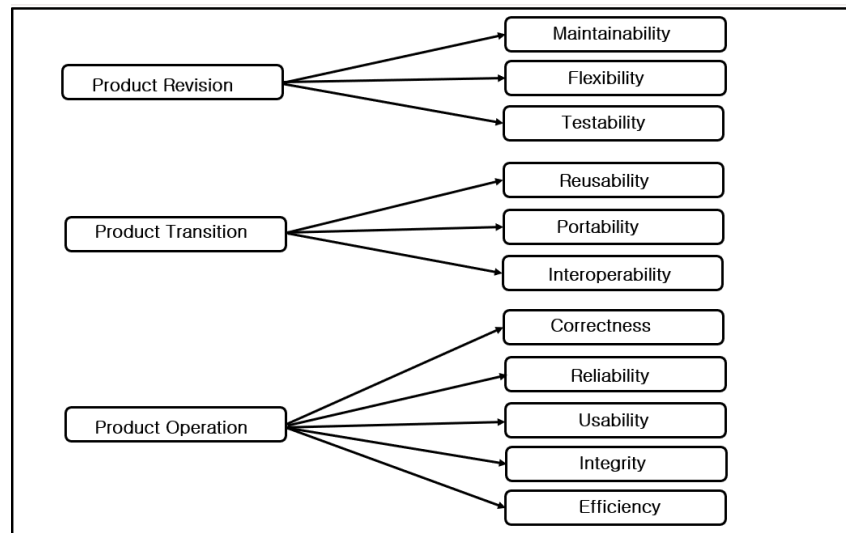 Product Revision
Maintainability
Flexibility
Testability
Product Transition
Reusability
Portability
Interoperability
Product Operation
Correctness
Reliability
Usability
Integrity
Efficiency